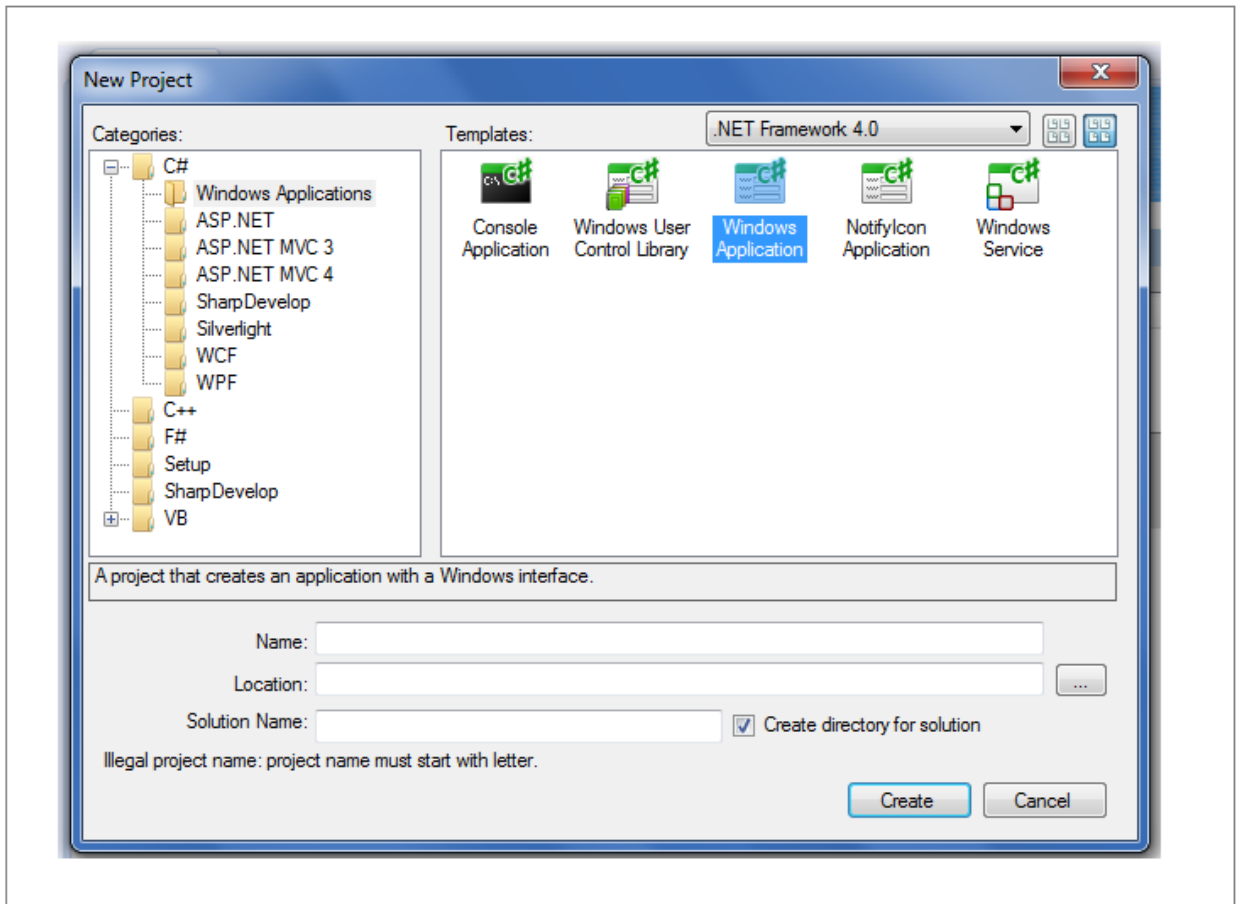 New Project
Categories:
Templates:
.NET Framework 4.0
C#
Windows Applications
ASP.NET
ASP.NET MVC 3
ASP.NET MVC 4
SharpDevelop
Silverlight
WCF
WPF
C++
F#
Setup
SharpDevelop
VB
Console
Application
Windows User
Control Library
Windows
Application
NotifyIcon
Application
Windows
Service
A project that creates an application with a Windows interface.
Name:
Location:
...
Solution Name:
Create directory for solution
Illegal project name: project name must start with letter.
Create
Cancel